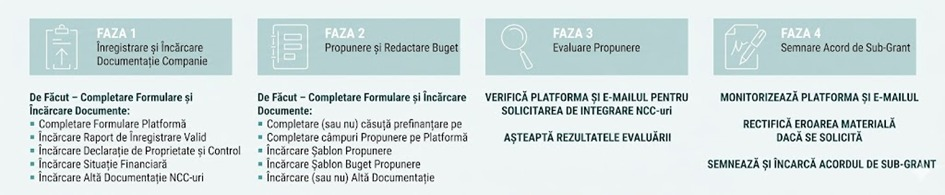 FAZA 1
Înregistrare și Încărcare
Documentație Companie
De Făcut – Completare Formulare și
Încărcare Documente:
Completare Formulare Platformă
Încărcare Raport de Înregistrare Valid
Încărcare Declarație de Proprietate și Control
Încărcare Situație Financiară
Încărcare Altă Documentație NCC-uri
FAZA 2
Propunere și Redactare Buget
De Făcut – Completare Formulare și Încărcare
Documente:
Completare (sau nu) căsuță prefinanțare pe
Completare câmpuri Propunere pe Platformă
Încărcare Șablon Propunere
Încărcare Șablon Buget Propunere
Încărcare (sau nu) Altă Documentație
FAZA 3
Evaluare Propunere
VERIFICĂ PLATFORMA ȘI E-MAILUL PENTRU
SOLICITAREA DE INTEGRARE NCC-uri
AȘTEAPTĂ REZULTATELE EVALUĂRII
FAZA 4
Semnare Acord de Sub-Grant
MONITORIZEAZĂ PLATFORMA ȘI E-MAILUL
RECTIFICĂ EROAREA MATERIALĂ
DACĂ SE SOLICITĂ
SEMNEAZĂ ȘI ÎNCARCĂ ACORDUL DE SUB-GRANT